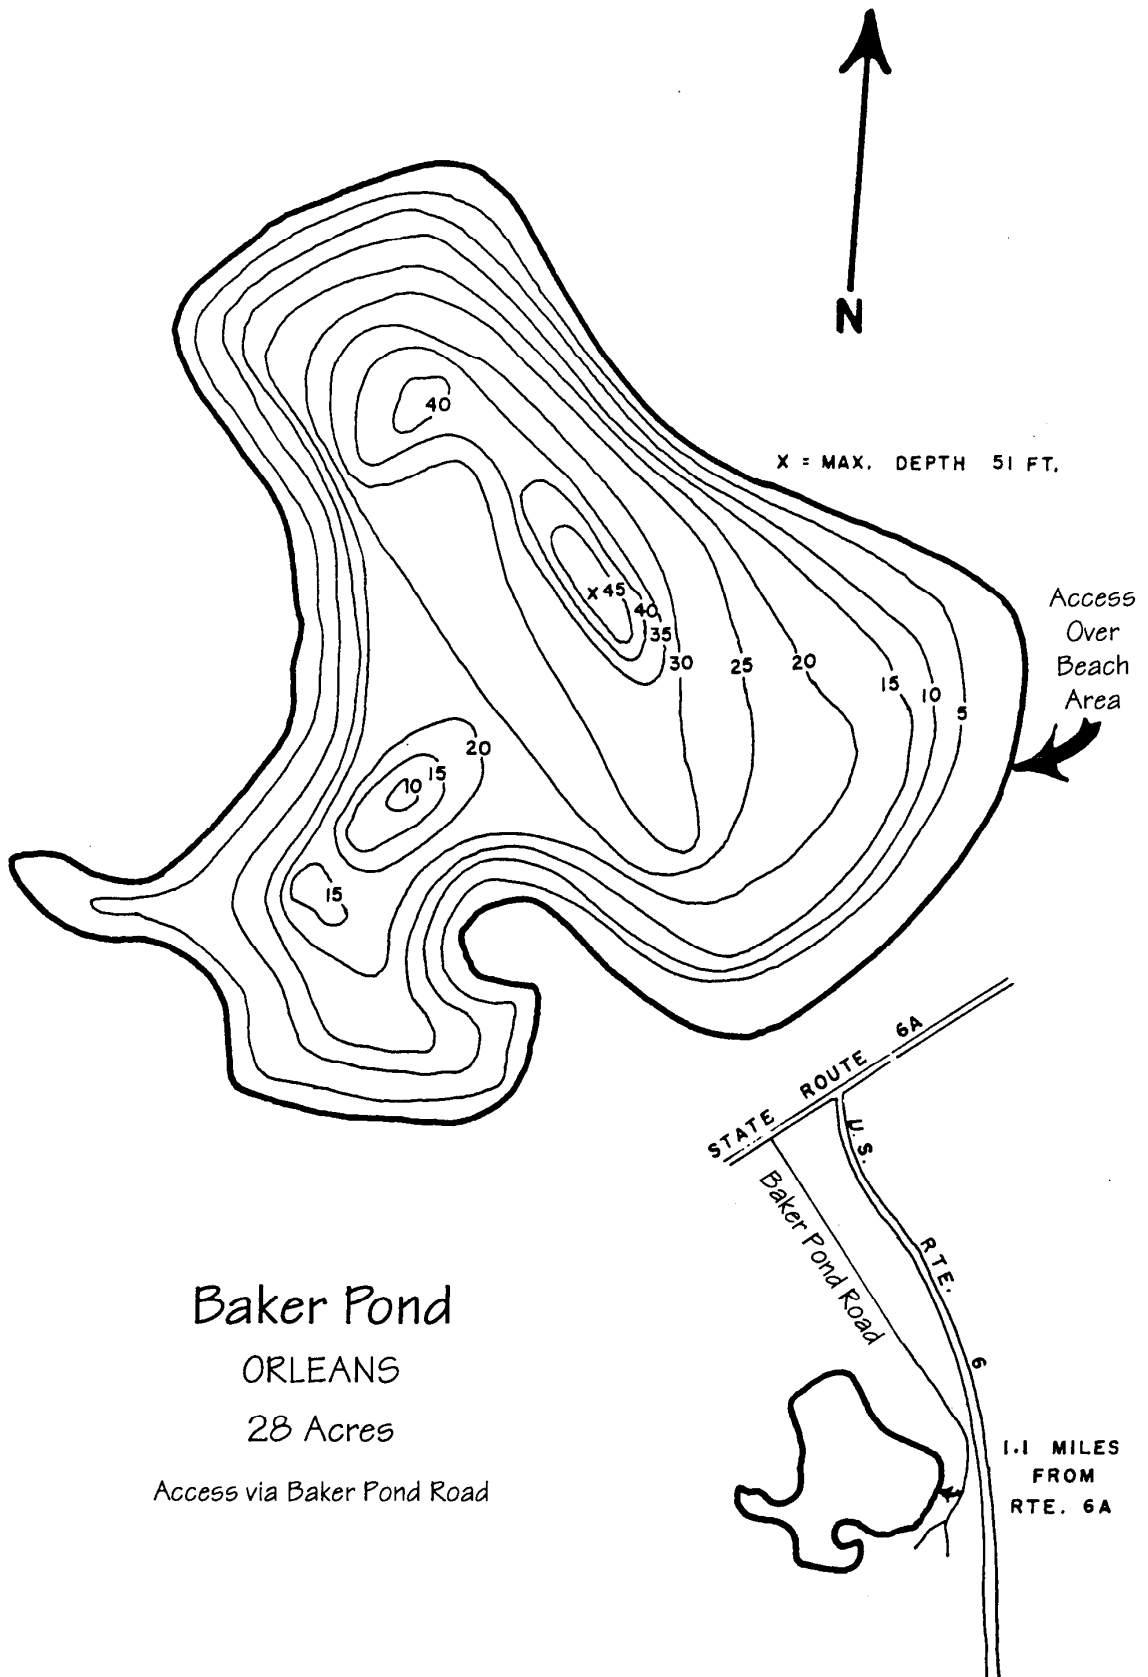 N
40
X = MAX. DEPTH 51 FT.
X 45
40
35
30
25
20
15
10
5
Access
Over
Beach
Area
20
15
10
15
STATE ROUTE 6A
U.S. RTE. 6
Baker Pond Road
Baker Pond
ORLEANS
28 Acres
Access via Baker Pond Road
1.1 MILES
FROM
RTE. 6A